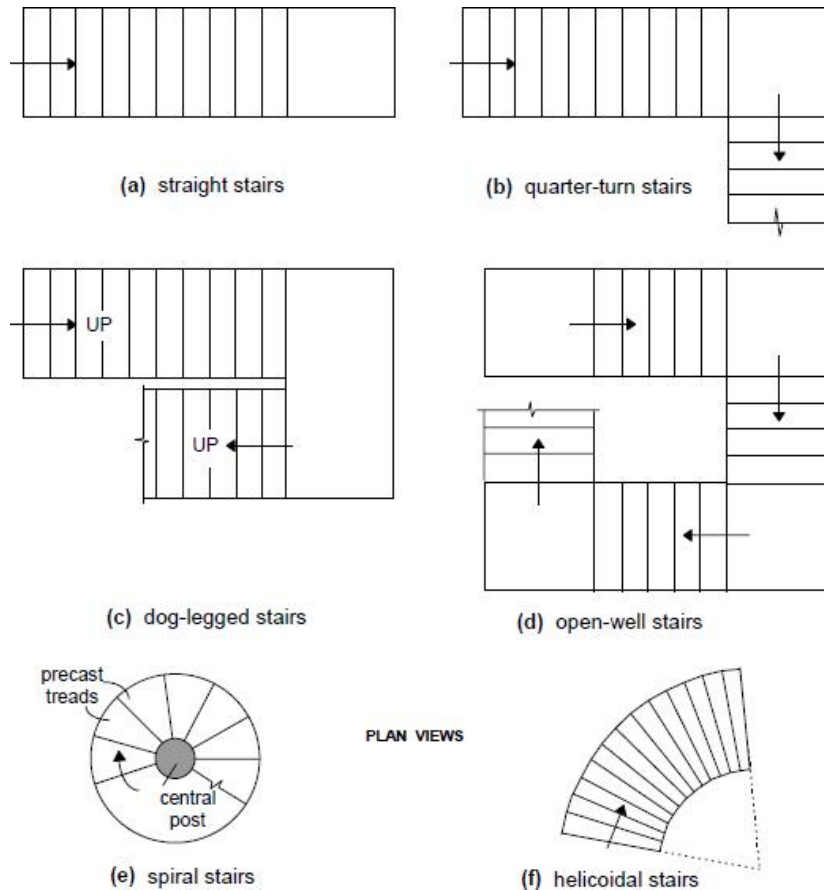 (a) straight stairs
(b) quarter-turn stairs
UP
UP
(c) dog-legged stairs
(d) open-well stairs
precast
treads
central
post
PLAN VIEWS
(e) spiral stairs
(f) helicoidal stairs